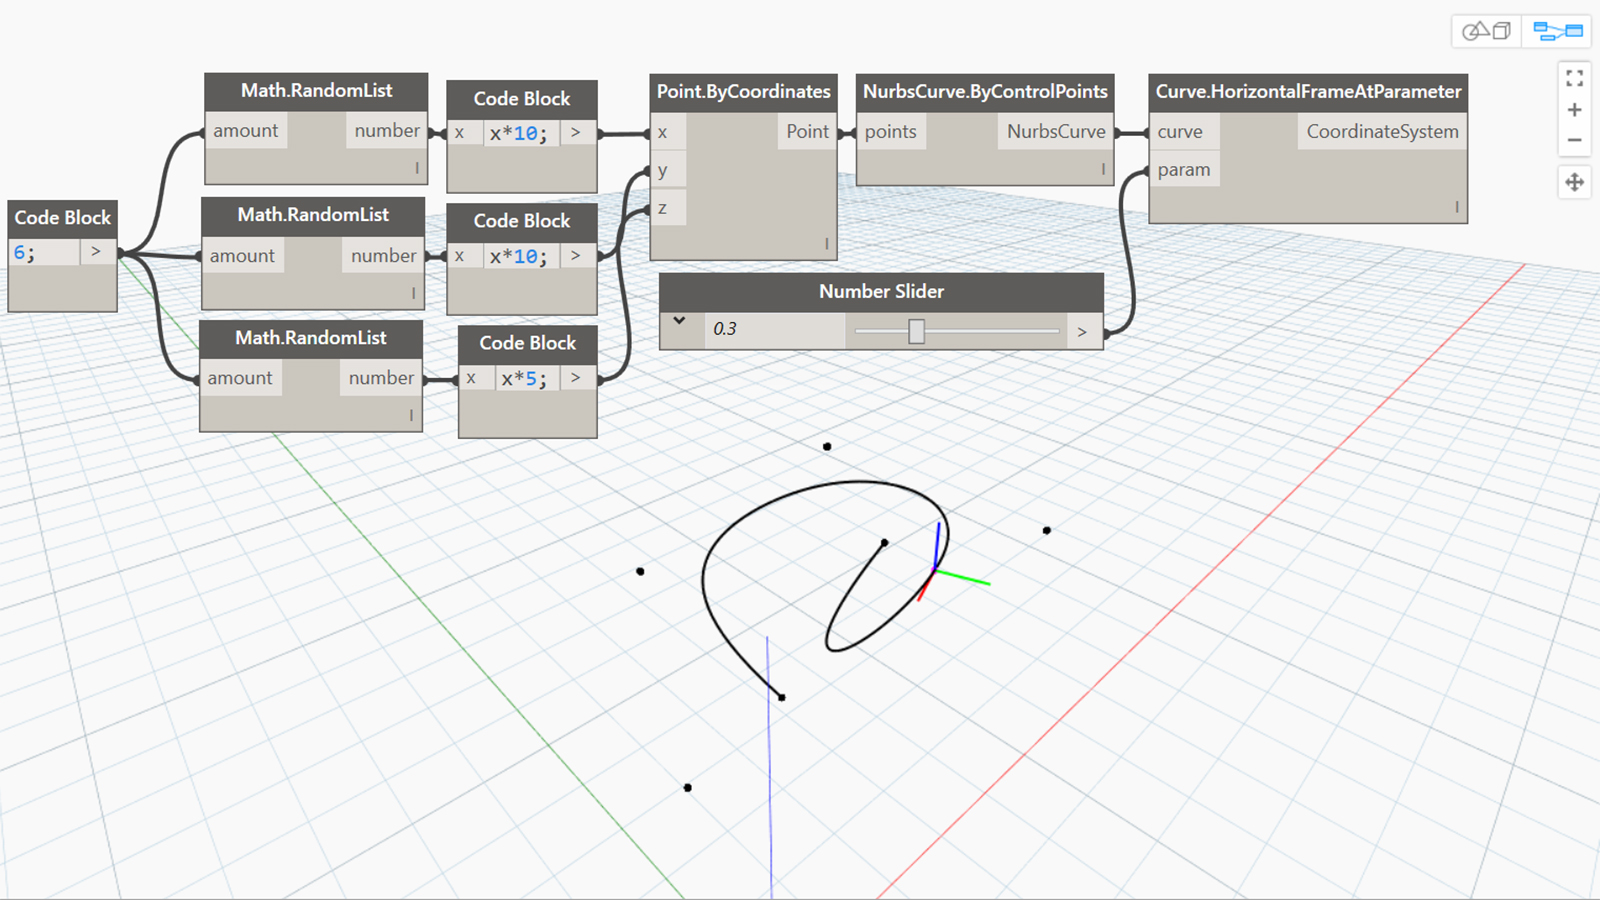 Math.RandomList
amount number
l
Code Block
x x*10; >
Point.ByCoordinates
x Point
y
z
l
NurbsCurve.ByControlPoints
points NurbsCurve
l
Curve.HorizontalFrameAtParameter
curve CoordinateSystem
param
l
Code Block
6; >
Math.RandomList
amount number
l
Code Block
x x*10; >
Number Slider
0.3 >
Math.RandomList
amount number
l
Code Block
x x*5; >